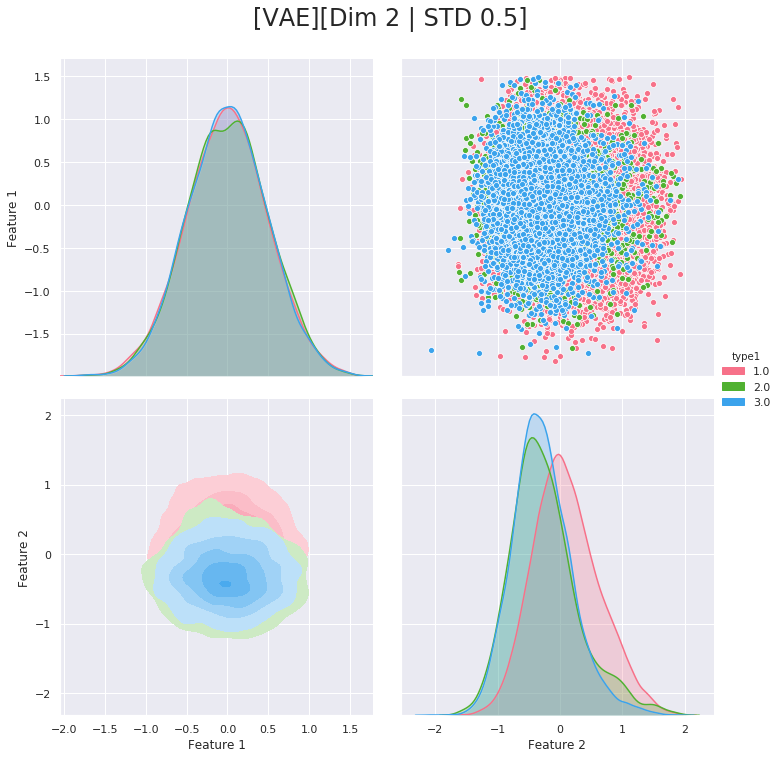 [VAE][Dim 2 | STD 0.5]
1.5
1.0
0.5
0.0
−0.5
−1.0
−1.5
Feature 1
type1
1.0
2.0
3.0
2
1
0
−1
−2
Feature 2
−2.0 −1.5 −1.0 −0.5 0.0 0.5 1.0 1.5
Feature 1
−2 −1 0 1 2
Feature 2